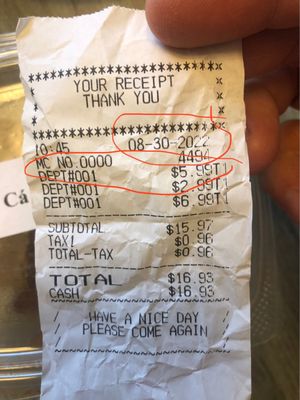 YOUR RECEIPT
THANK YOU
10:45 08-30-2022
MC NO.0000 4494
DEPT#001 $5.99T1
DEPT#001 $2.99T1
DEPT#001 $6.99T1
SUBTOTAL $15.97
TAX1 $0.96
TOTAL-TAX $0.96
TOTAL $16.93
CASH $16.93
HAVE A NICE DAY
PLEASE COME AGAIN
Cá